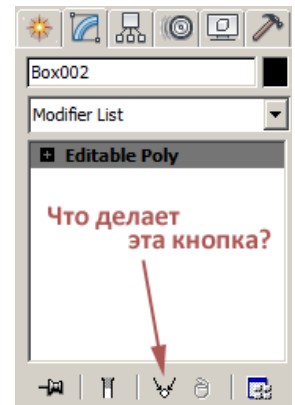 Box002
Modifier List
Editable Poly
Что делает
эта кнопка?